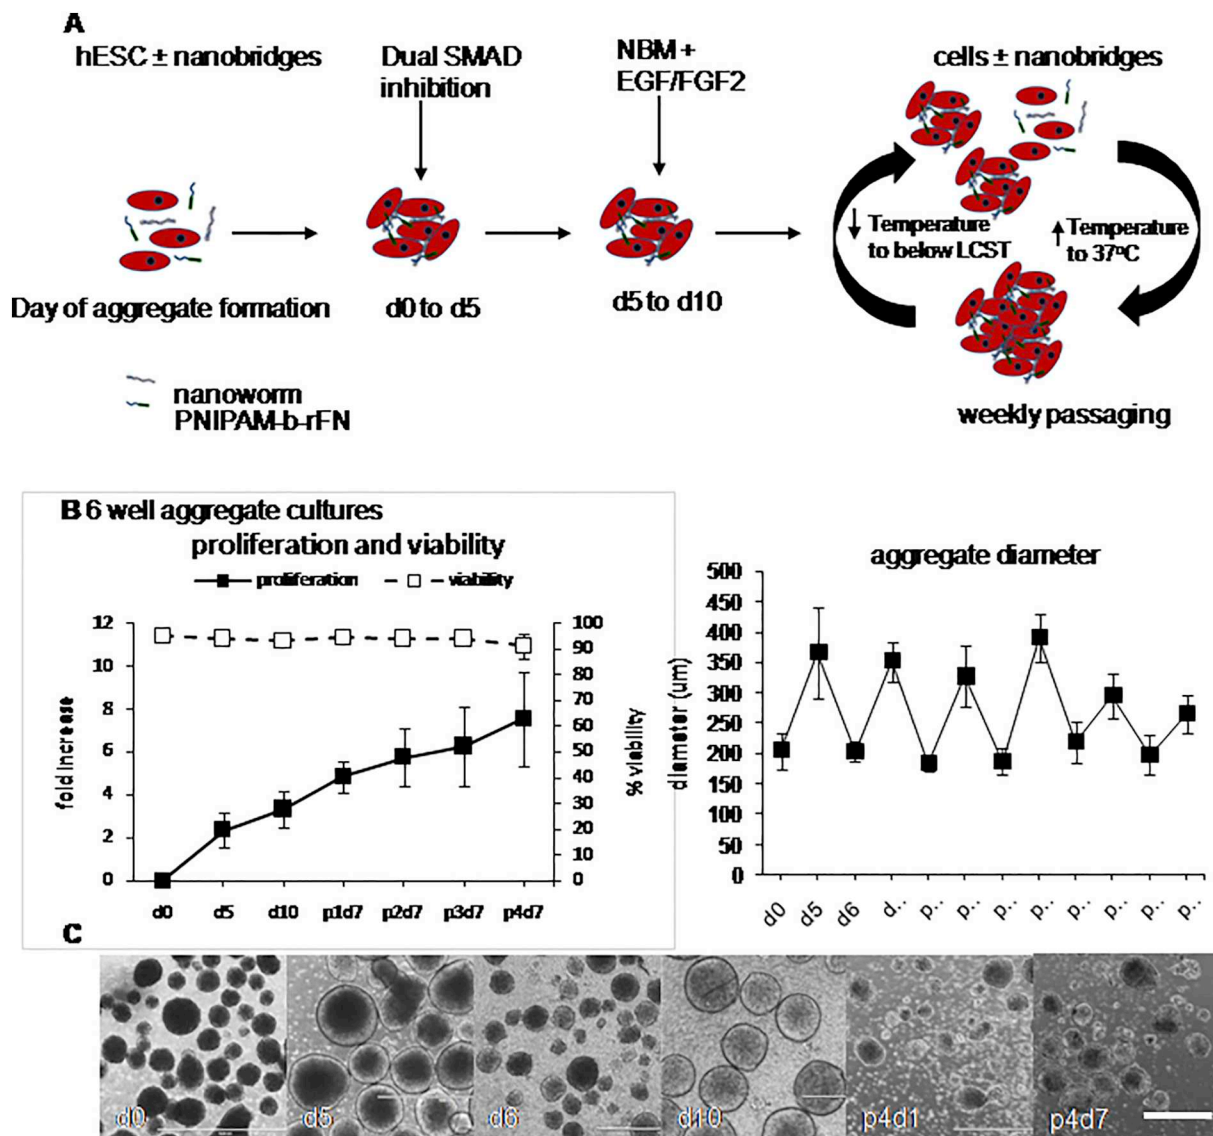 A
hESC ± nanobridges
Dual SMAD
inhibition
NBM +
EGF/FGF2
cells ± nanobridges
↓ Temperature
to below LCST
↑ Temperature
to 37ºC
Day of aggregate formation
d0 to d5
d5 to d10
weekly passaging
nanoworm
PNIPAM-b-rFN
B 6 well aggregate cultures
proliferation and viability
proliferation
viability
12
10
8
6
4
2
0
fold increase
100
90
80
70
60
50
40
30
20
10
0
% viability
d0 d5 d10 p1d7 p2d7 p3d7 p4d7
aggregate diameter
500
450
400
350
300
250
200
150
100
50
0
diameter (um)
d0 d5 d6 d.. p.. p.. p.. p.. p.. p.. p.. p..
C
d0 d5 d6 d10 p4d1 p4d7